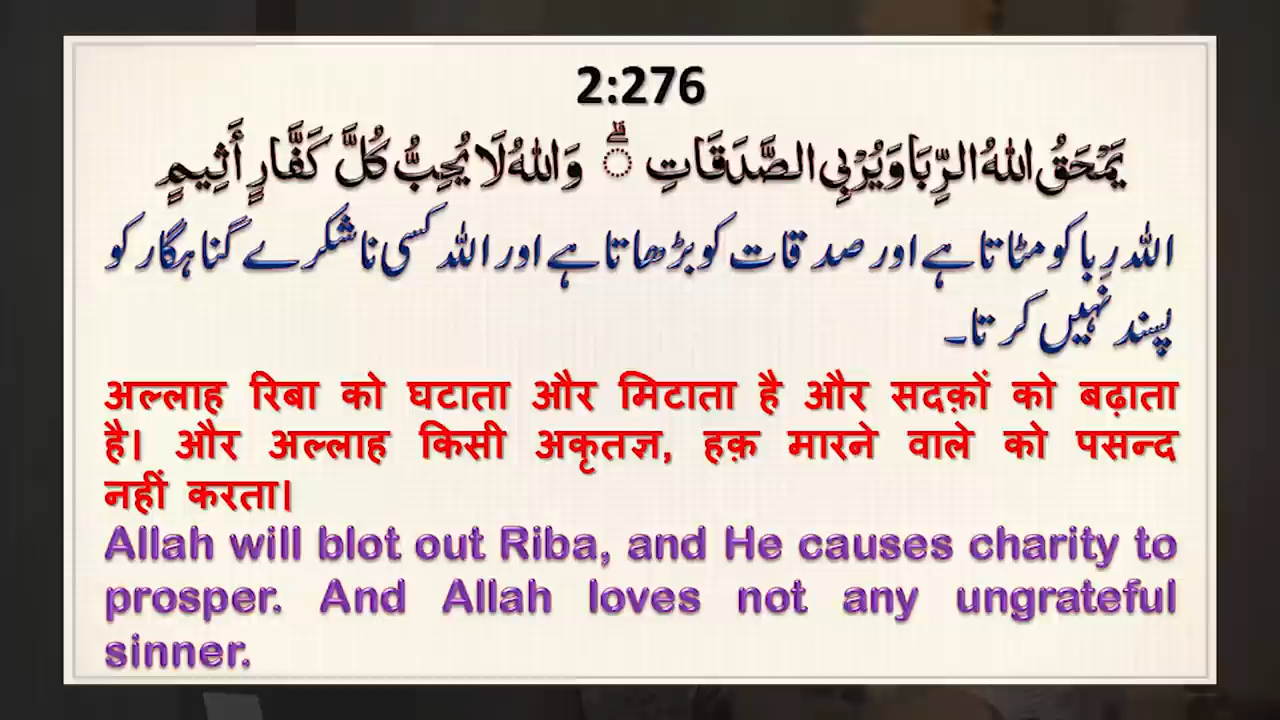 2:276
يَمْحَقُ اللهُ الرِّبَا وَيُرْبِي الصَّدَقَاتِ ۗ وَاللهُ لَا يُحِبُّ كُلَّ كَفَّارٍ أَثِيمٍ
اللہ رِبا کو مٹاتا ہے اور صدقات کو بڑھاتا ہے اور اللہ کسی ناشکرے گناہگار کو
پسند نہیں کرتا۔
अल्लाह रिबा को घटाता और मिटाता है और सदक़ों को बढ़ाता
है। और अल्लाह किसी अकृतज्ञ, हक़ मारने वाले को पसन्द
नहीं करता।
Allah will blot out Riba, and He causes charity to
prosper. And Allah loves not any ungrateful
sinner.